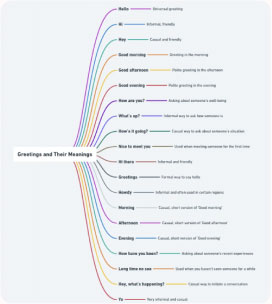 Greetings and Their Meanings
Hello Universal greeting
Hi Informal, friendly
Hey Casual and friendly
Good morning Greeting in the morning
Good afternoon Polite greeting in the afternoon
Good evening Polite greeting in the evening
How are you? Asking about someone's well-being
What's up? Informal way to ask how someone is
How's it going? Casual way to ask about someone's situation
Nice to meet you Used when meeting someone for the first time
Hi there Informal and friendly
Greetings Formal way to say hello
Howdy Informal and often used in certain regions
Morning Casual, short version of 'Good morning'
Afternoon Casual, short version of 'Good afternoon'
Evening Casual, short version of 'Good evening'
How have you been? Asking about someone's recent experiences
Long time no see Used when you haven't seen someone for a while
Hey, what's happening? Casual way to initiate a conversation
Yo Very informal and casual